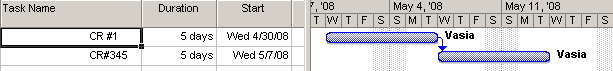 Task Name Duration Start 7, '08 May 4, '08 May 11, '08
T W T F S S M T W T F S S M T W T F S
CR #1 5 days Wed 4/30/08 Vasia
CR#345 5 days Wed 5/7/08 Vasia